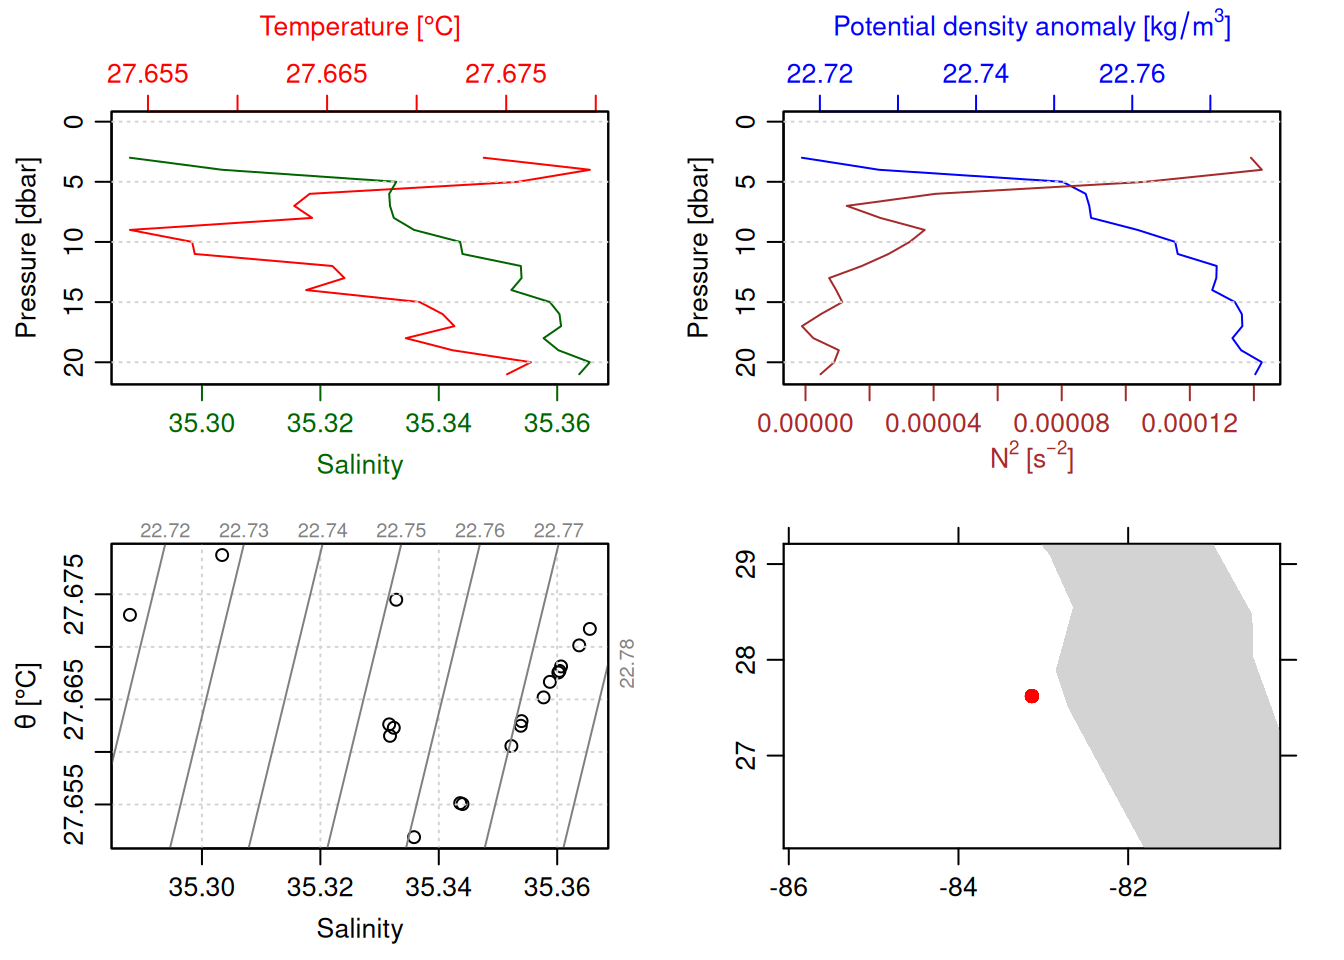 Temperature [°C]
27.655 27.665 27.675
Pressure [dbar]
0
5
10
15
20
35.30 35.32 35.34 35.36
Salinity
Potential density anomaly [kg/m³]
22.72 22.74 22.76
Pressure [dbar]
0
5
10
15
20
0.00000 0.00004 0.00008 0.00012
N² [s⁻²]
22.72 22.73 22.74 22.75 22.76 22.77
22.78
θ [°C]
27.675
27.665
27.655
35.30 35.32 35.34 35.36
Salinity
29
28
27
-86 -84 -82